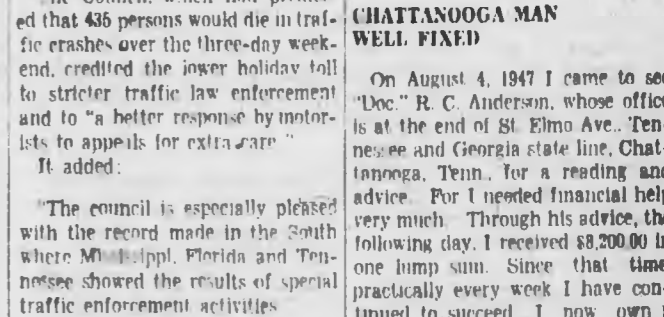 ed that 435 persons would die in traf-
fic crashes over the three-day week-
end, credited the lower holiday toll
to stricter traffic law enforcement
and to "a better response by motor-
ists to appeals for extra care "
It added:
"The council is especially pleased
with the record made in the South
where Mississippi, Florida and Ten-
nessee showed the results of special
traffic enforcement activities
CHATTANOOGA MAN
WELL FIXED
On August 4, 1947 I came to see
"Doc." R. C. Anderson, whose office
is at the end of St. Elmo Ave., Ten-
nessee and Georgia state line, Chat-
tanooga, Tenn., for a reading and
advice. For I needed financial help
very much. Through his advice, the
following day, I received $8,200.00 in
one lump sum. Since that time
practically every week I have con-
tinued to succeed. I now own